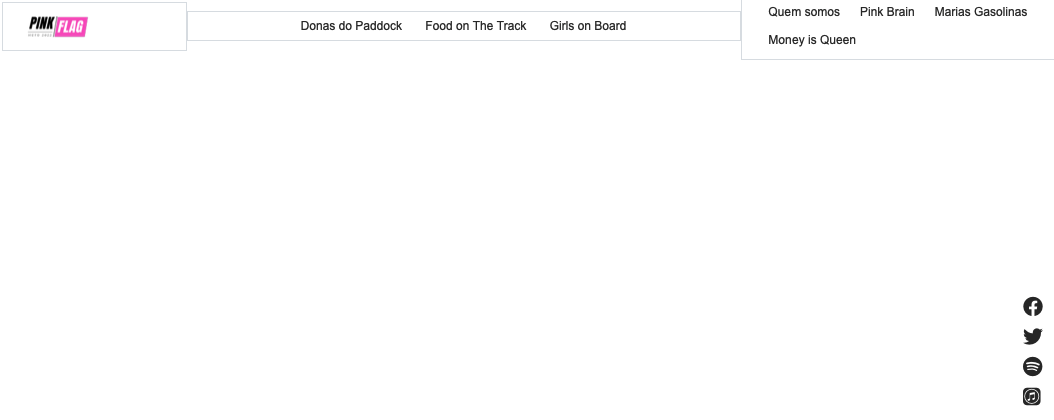 PINK FLAG
Donas do Paddock Food on The Track Girls on Board
Quem somos Pink Brain Marias Gasolinas
Money is Queen